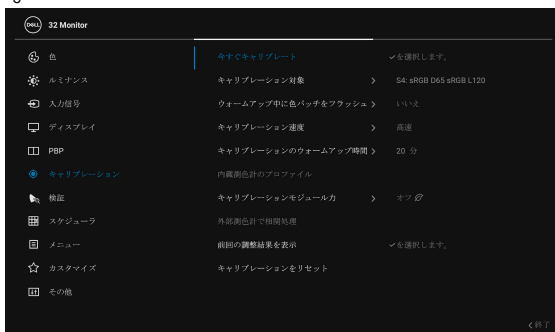 DELL 32 Monitor
色
ルミナンス
入力信号
ディスプレイ
PBP
キャリブレーション
検証
スケジューラ
メニュー
カスタマイズ
その他
今すぐキャリブレート ✓を選択します。
キャリブレーション対象 > S4: sRGB D65 sRGB L120
ウォームアップ中に色パッチをフラッシュ > いいえ
キャリブレーション速度 > 高速
キャリブレーションのウォームアップ時間 > 20 分
内蔵測色計のプロファイル
キャリブレーションモジュール力 > オフ
外部測色計で相関処理
前回の調整結果を表示 ✓を選択します。
キャリブレーションをリセット
< 終了